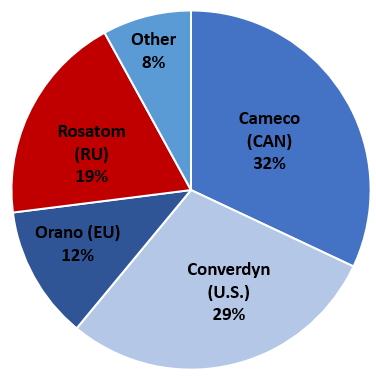 Other
8%
Cameco
(CAN)
32%
Rosatom
(RU)
19%
Orano (EU)
12%
Converdyn
(U.S.)
29%